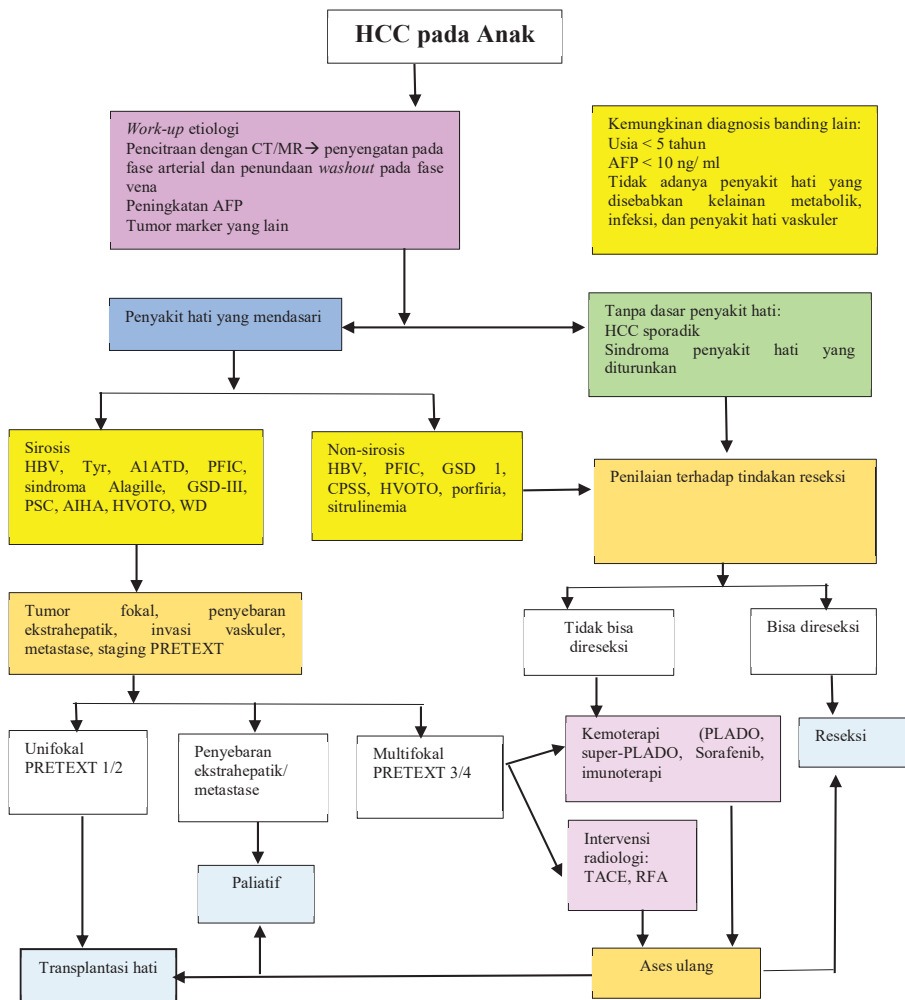 HCC pada Anak
Work-up etiologi
Pencitraan dengan CT/MR→ penyengatan pada
fase arterial dan penundaan washout pada fase
vena
Peningkatan AFP
Tumor marker yang lain
Kemungkinan diagnosis banding lain:
Usia < 5 tahun
AFP < 10 ng/ ml
Tidak adanya penyakit hati yang
disebabkan kelainan metabolik,
infeksi, dan penyakit hati vaskuler
Penyakit hati yang mendasari
Tanpa dasar penyakit hati:
HCC sporadik
Sindroma penyakit hati yang
diturunkan
Sirosis
HBV, Tyr, A1ATD, PFIC,
sindroma Alagille, GSD-III,
PSC, AIHA, HVOTO, WD
Non-sirosis
HBV, PFIC, GSD 1,
CPSS, HVOTO, porfiria,
sitrulinemia
Penilaian terhadap tindakan reseksi
Tumor fokal, penyebaran
ekstrahepatik, invasi vaskuler,
metastase, staging PRETEXT
Tidak bisa
direseksi
Bisa direseksi
Unifokal
PRETEXT 1/2
Penyebaran
ekstrahepatik/
metastase
Multifokal
PRETEXT 3/4
Kemoterapi (PLADO,
super-PLADO, Sorafenib,
imunoterapi
Reseksi
Intervensi
radiologi:
TACE, RFA
Paliatif
Transplantasi hati
Ases ulang